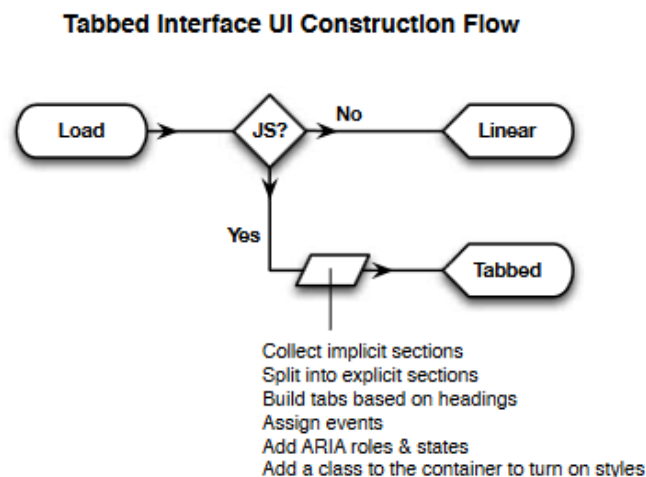 Tabbed Interface UI Construction Flow
Load
JS?
No
Linear
Yes
Tabbed
Collect implicit sections
Split into explicit sections
Build tabs based on headings
Assign events
Add ARIA roles & states
Add a class to the container to turn on styles